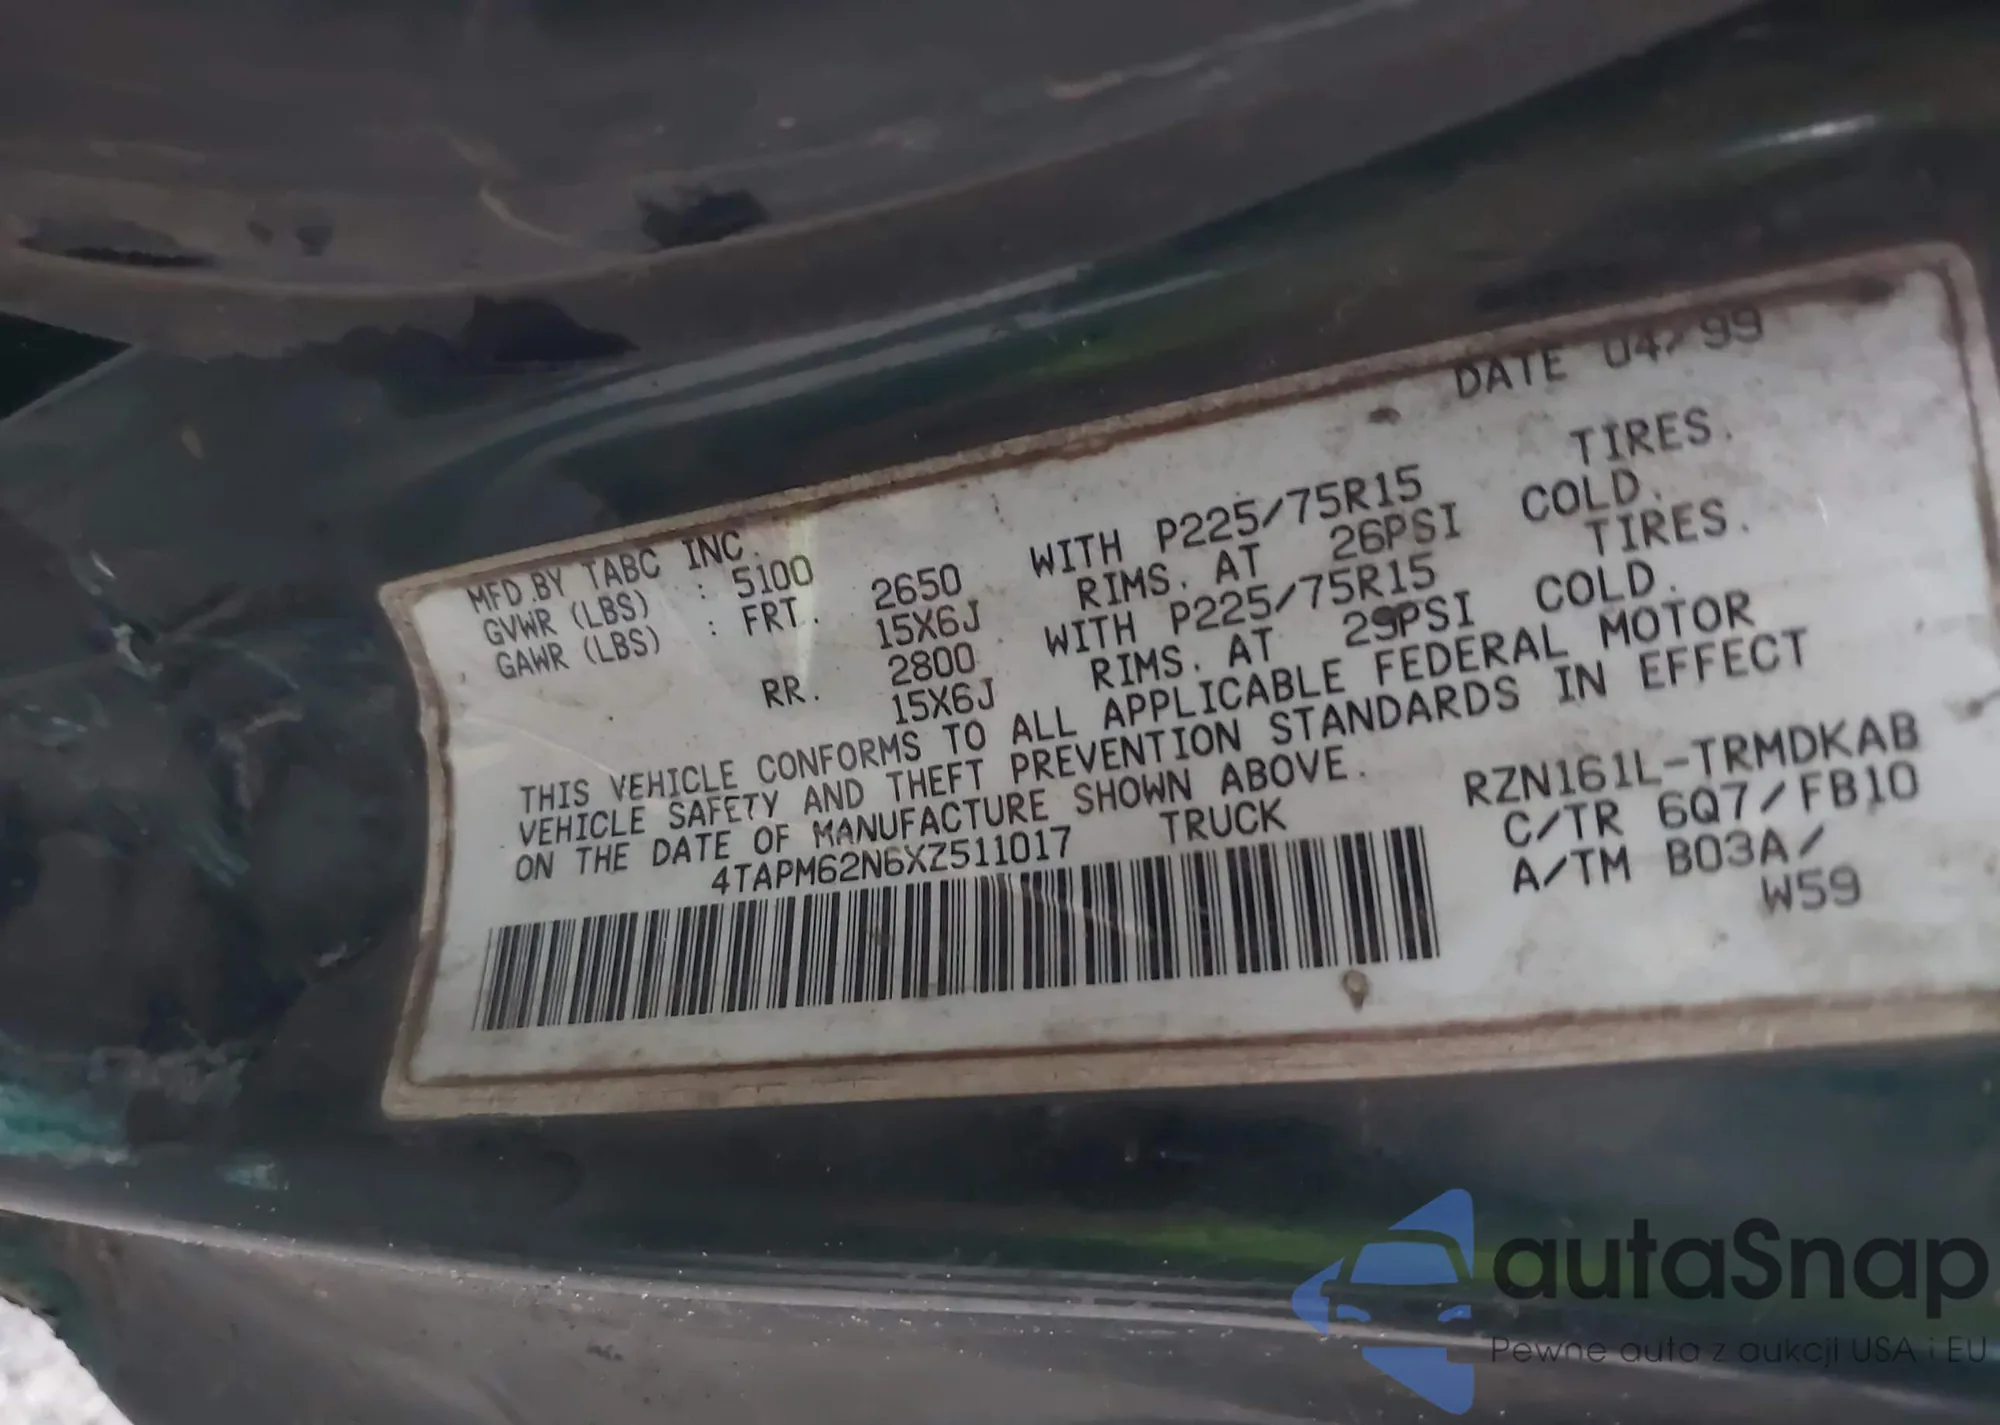 DATE 04/99
MFD.BY TABC INC.
GVWR (LBS) : 5100
GAWR (LBS) : FRT. 2650 WITH P225/75R15 TIRES.
15X6J RIMS. AT 26PSI COLD.
RR. 2800 WITH P225/75R15 TIRES.
15X6J RIMS. AT 29PSI COLD.
THIS VEHICLE CONFORMS TO ALL APPLICABLE FEDERAL MOTOR
VEHICLE SAFETY AND THEFT PREVENTION STANDARDS IN EFFECT
ON THE DATE OF MANUFACTURE SHOWN ABOVE.
4TAPM62N6XZ511017 TRUCK
RZN161L-TRMDKAB
C/TR 6Q7/FB10
A/TM B03A/
W59
autaSnap
Pewne auta z aukcji USA i EU